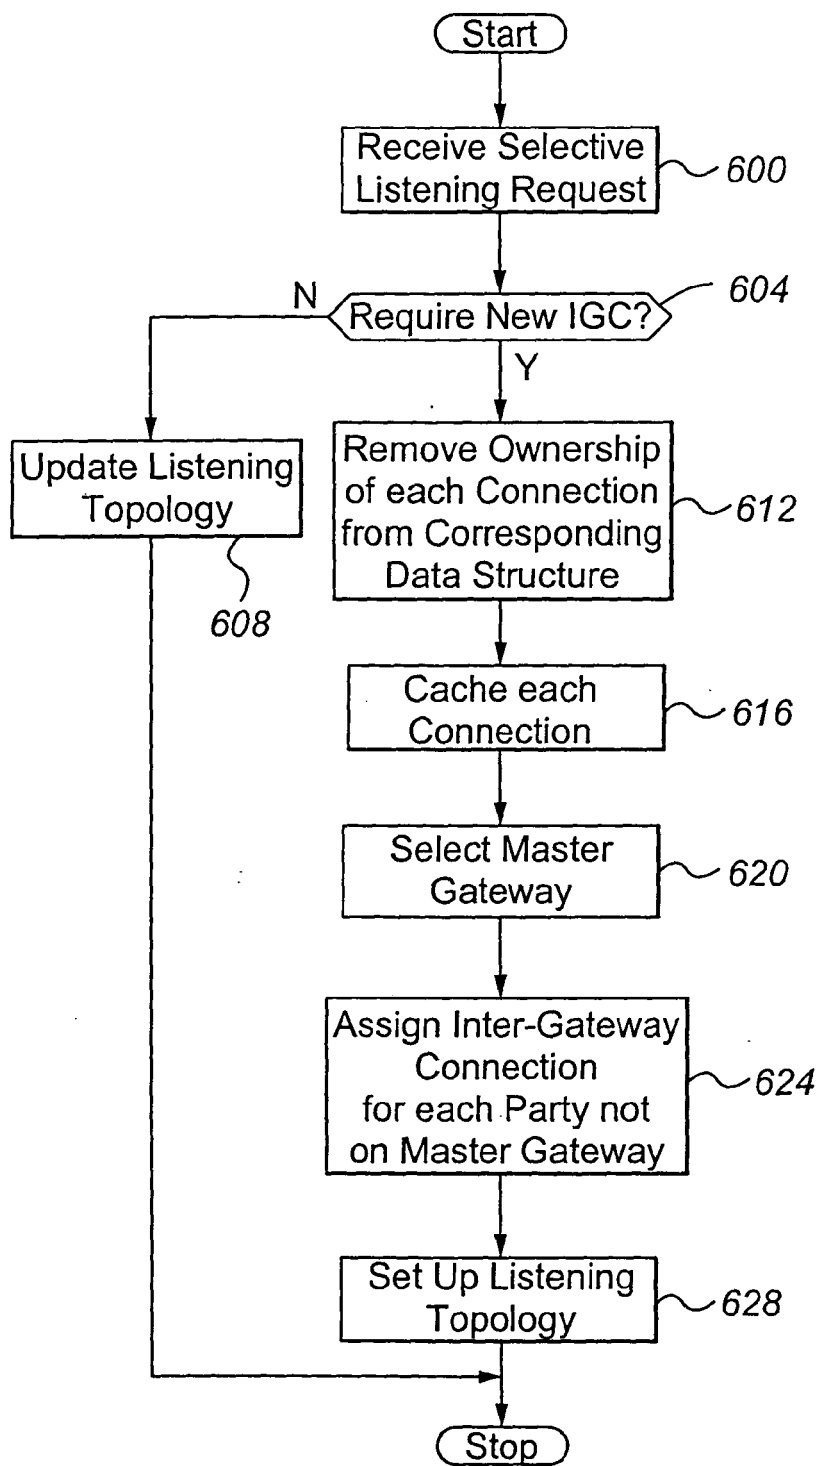 Start
Receive Selective
Listening Request
600
Require New IGC?
604
N
Y
Update Listening
Topology
608
Remove Ownership
of each Connection
from Corresponding
Data Structure
612
Cache each
Connection
616
Select Master
Gateway
620
Assign Inter-Gateway
Connection
for each Party not
on Master Gateway
624
Set Up Listening
Topology
628
Stop